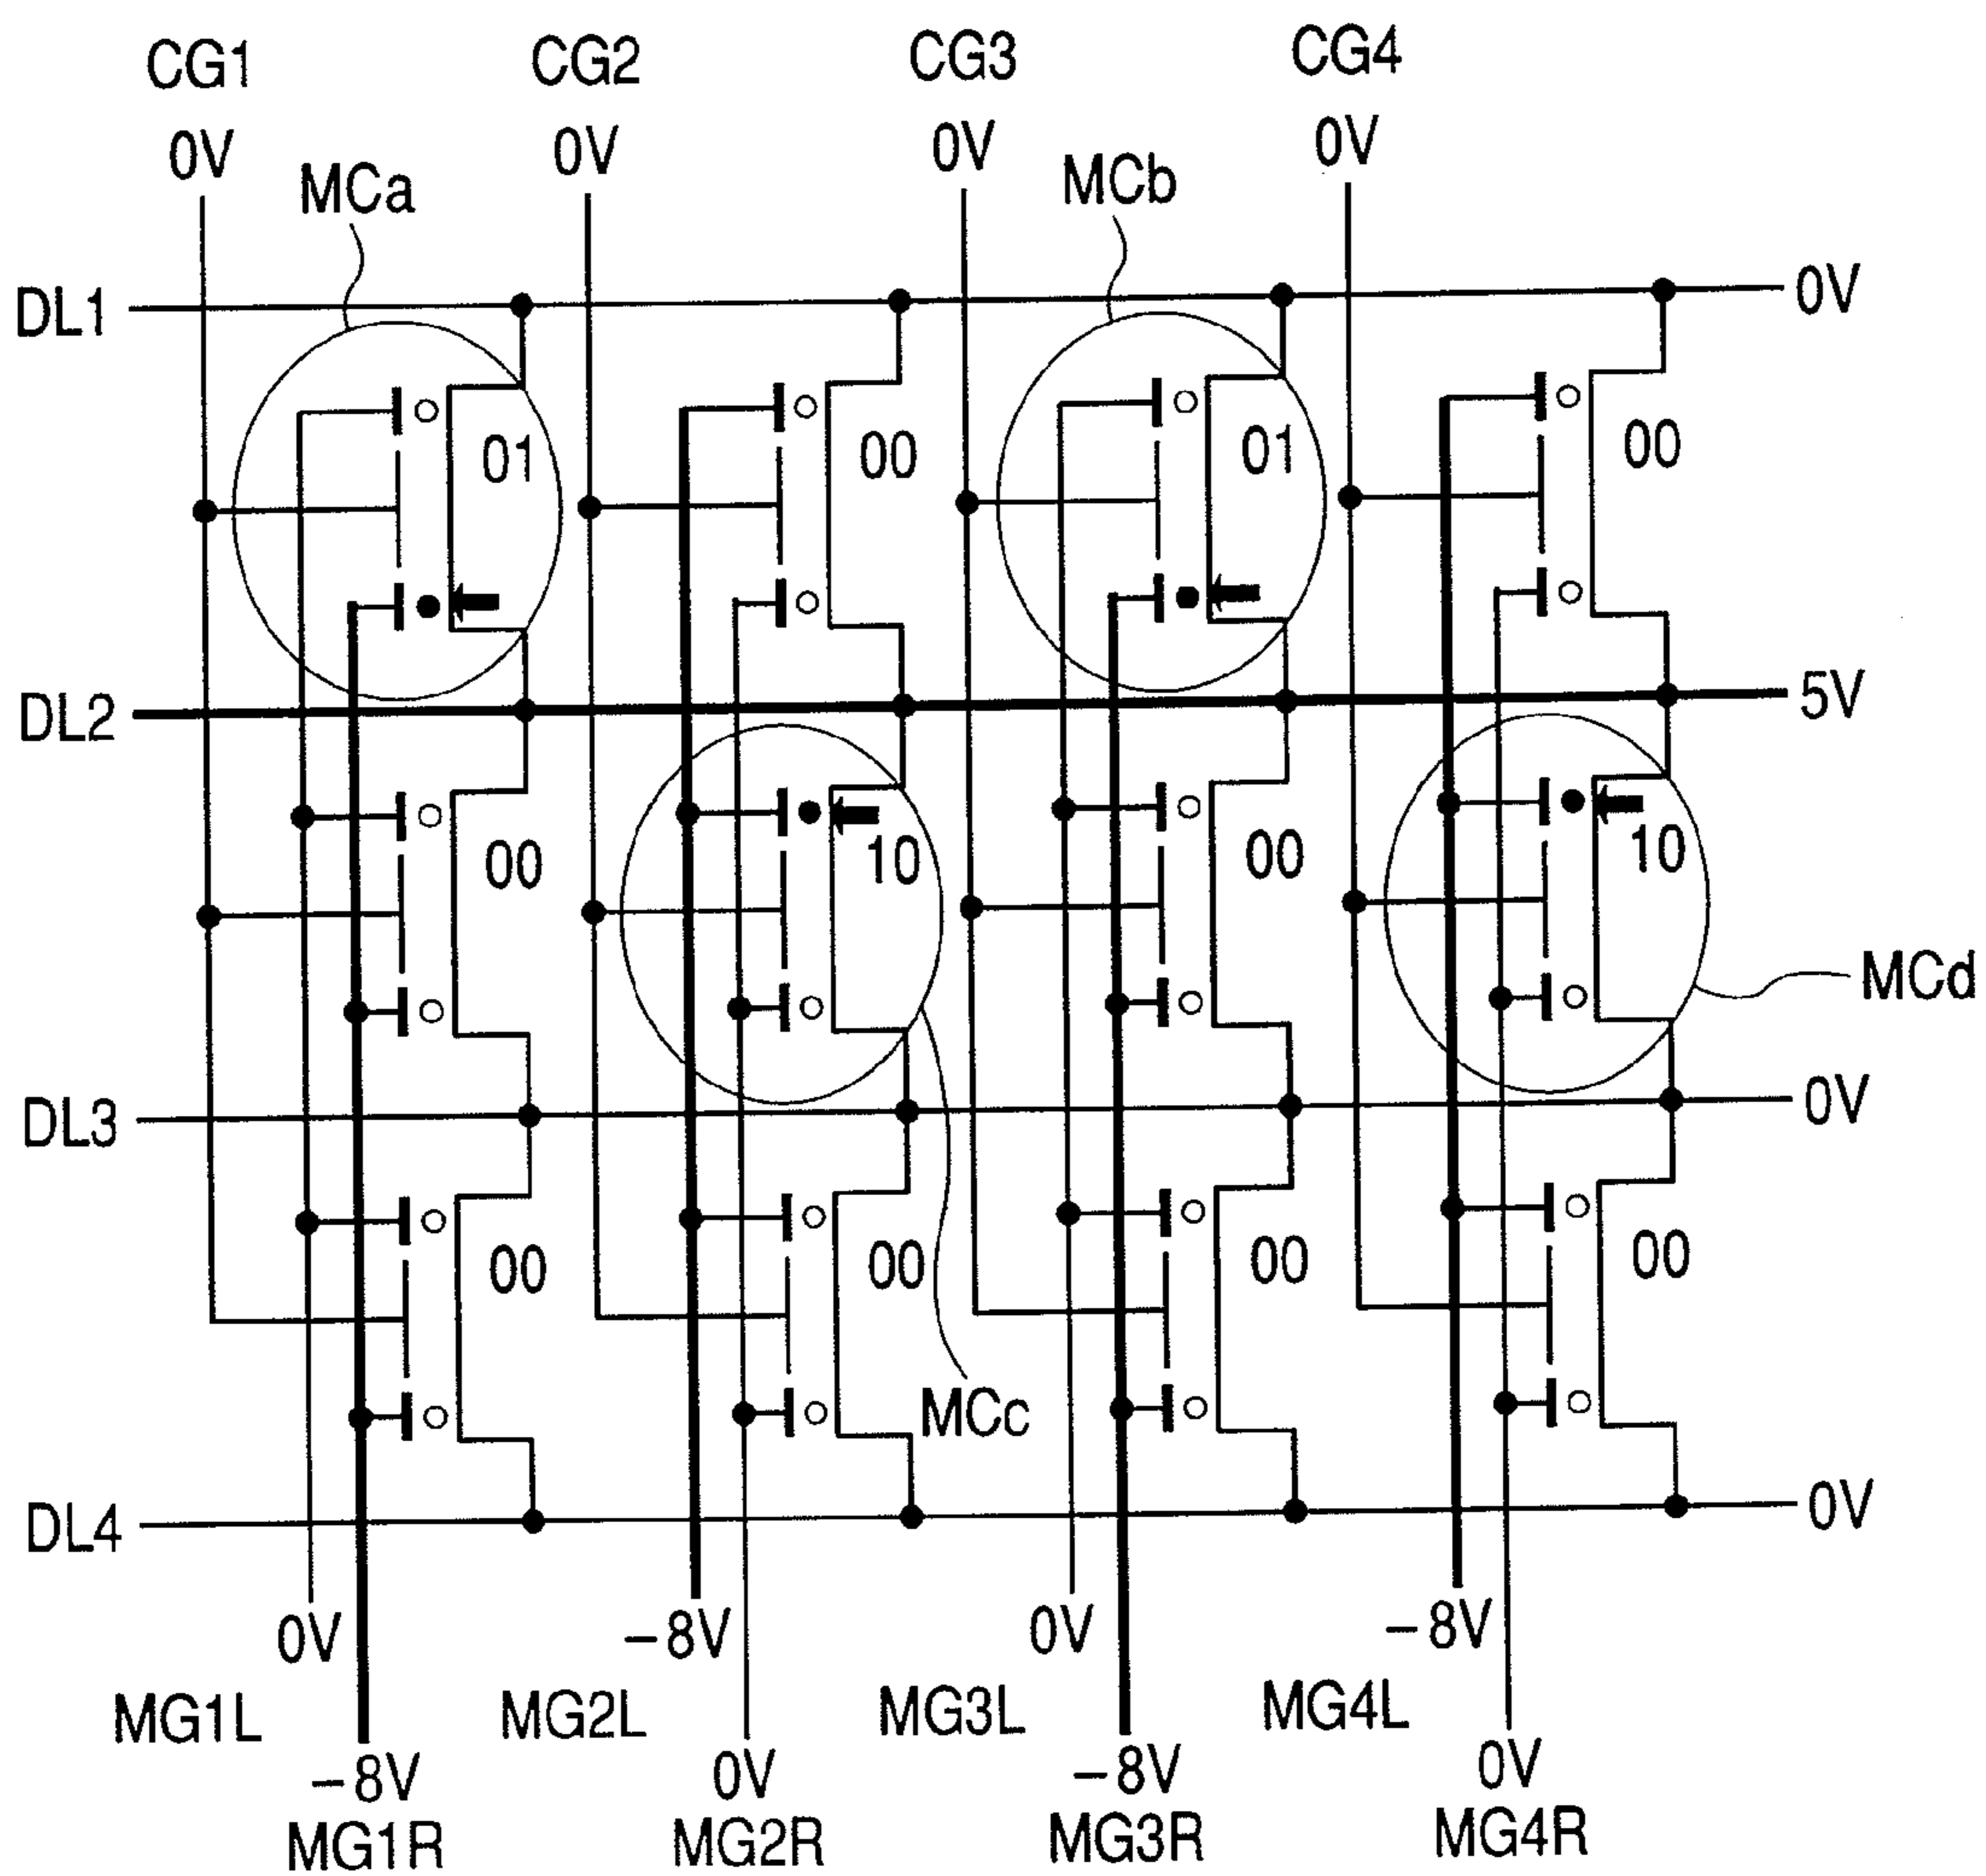 CG1 CG2 CG3 CG4
0V 0V 0V 0V
MCa MCb
DL1 0V
01 00 01 00
DL2 5V
00 10 00 10
MCd
DL3 0V
00 00 00 00
MCc
DL4 0V
0V -8V 0V -8V
MG1L MG2L MG3L MG4L
-8V 0V -8V 0V
MG1R MG2R MG3R MG4R